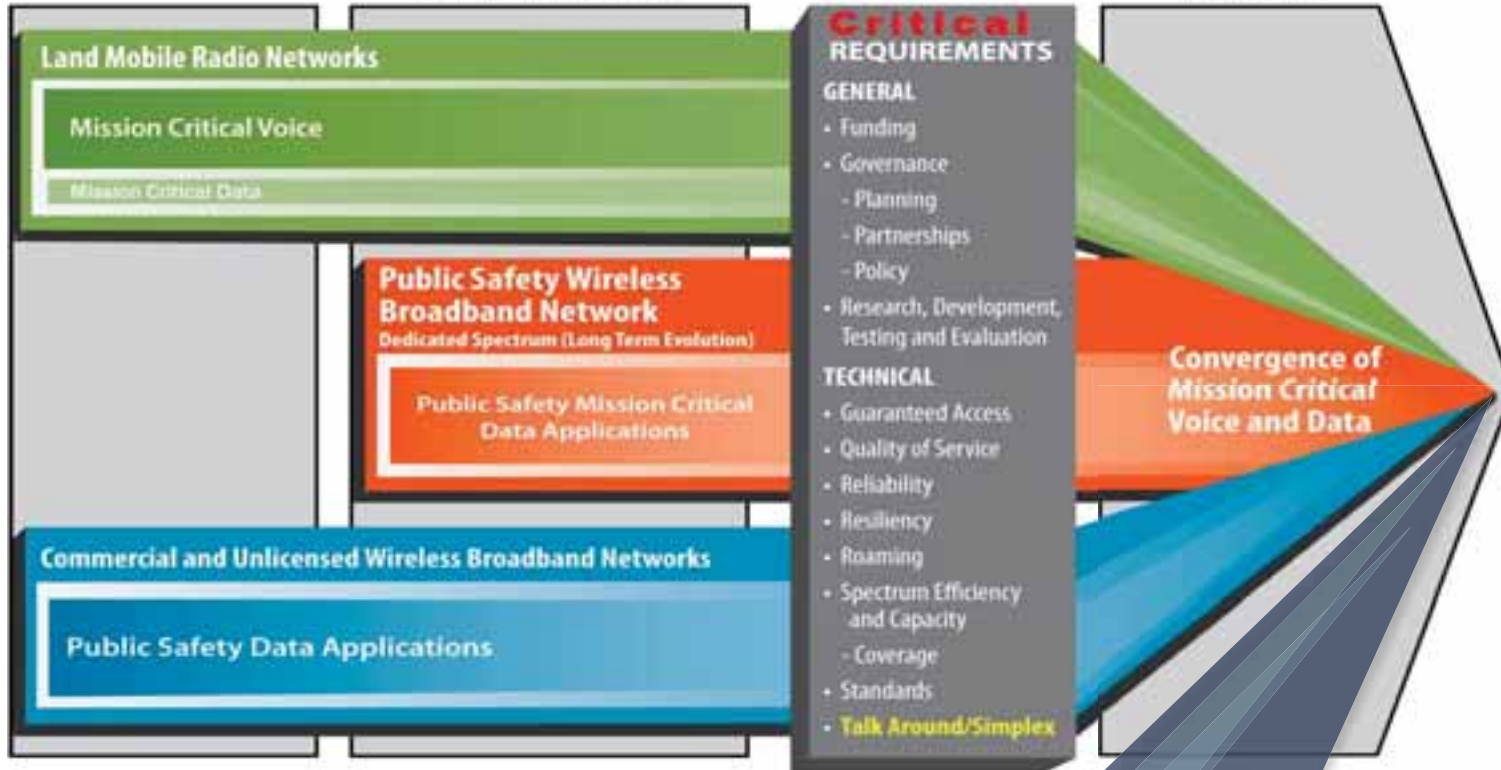 Land Mobile Radio Networks
Mission Critical Voice
Mission Critical Data
Public Safety Wireless
Broadband Network
Dedicated Spectrum (Long Term Evolution)
Public Safety Mission Critical
Data Applications
Commercial and Unlicensed Wireless Broadband Networks
Public Safety Data Applications
Critical
REQUIREMENTS
GENERAL
• Funding
• Governance
- Planning
- Partnerships
- Policy
• Research, Development,
Testing and Evaluation
TECHNICAL
• Guaranteed Access
• Quality of Service
• Reliability
• Resiliency
• Roaming
• Spectrum Efficiency
and Capacity
- Coverage
• Standards
• Talk Around/Simplex
Convergence of
Mission Critical
Voice and Data